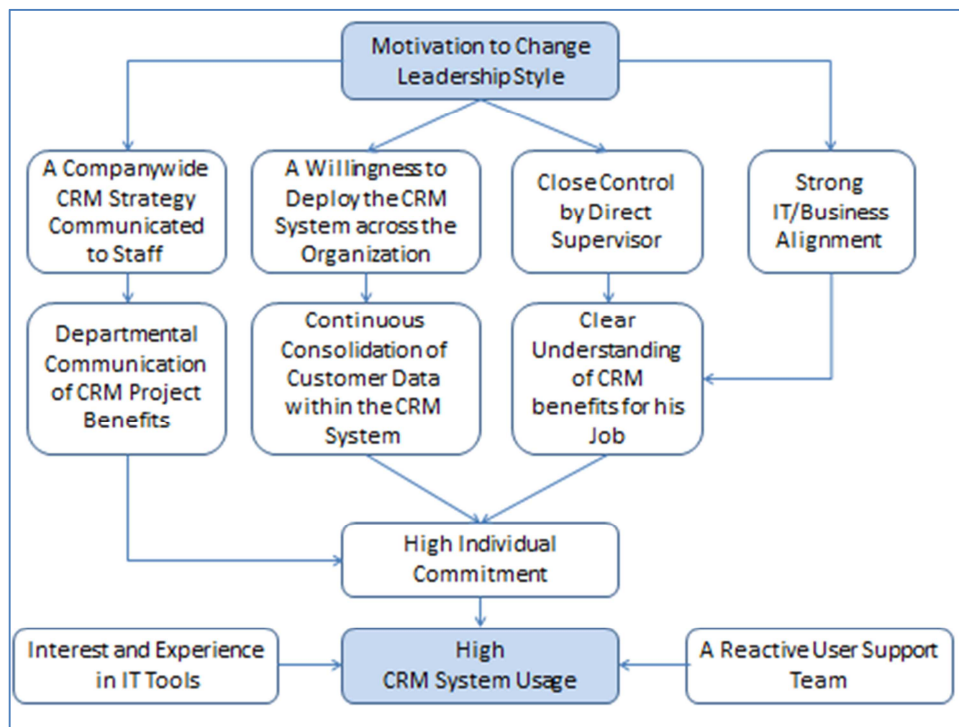 Motivation to Change
Leadership Style
A Companywide
CRM Strategy
Communicated
to Staff
A Willingness to
Deploy the CRM
System across the
Organization
Close Control
by Direct
Supervisor
Strong
IT/Business
Alignment
Departmental
Communication
of CRM Project
Benefits
Continuous
Consolidation of
Customer Data
within the CRM
System
Clear
Understanding
of CRM
benefits for his
Job
High Individual
Commitment
Interest and Experience
in IT Tools
High
CRM System Usage
A Reactive User Support
Team